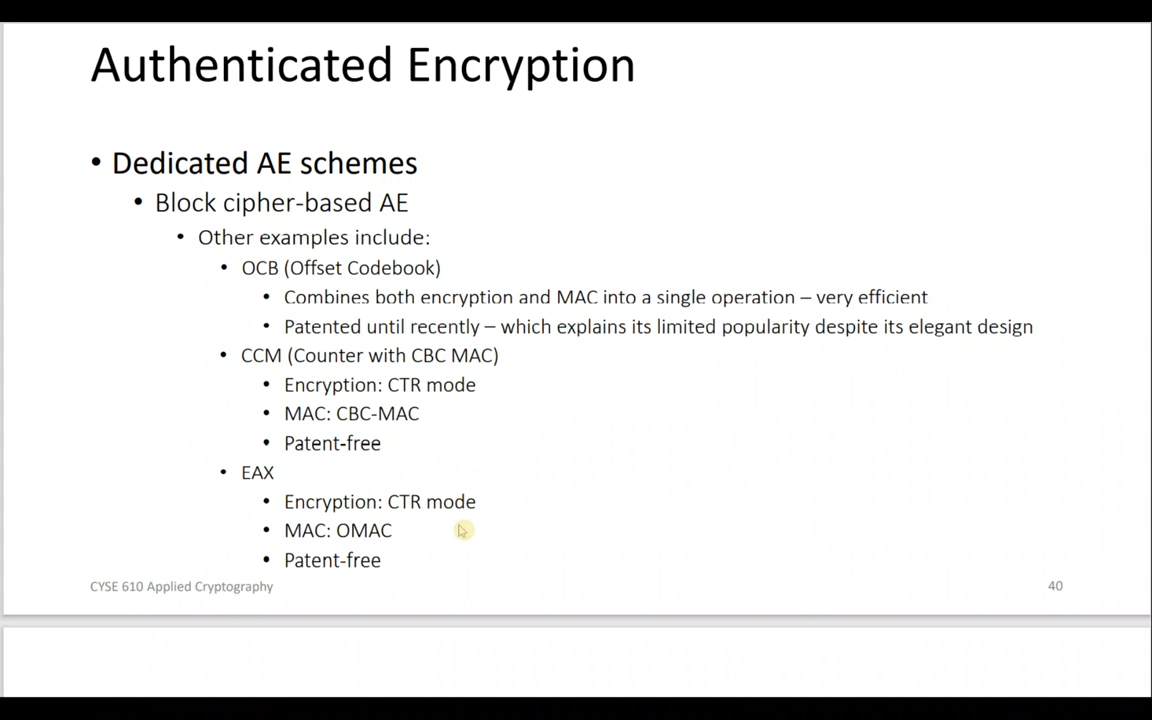 Authenticated Encryption
• Dedicated AE schemes
• Block cipher-based AE
• Other examples include:
• OCB (Offset Codebook)
• Combines both encryption and MAC into a single operation – very efficient
• Patented until recently – which explains its limited popularity despite its elegant design
• CCM (Counter with CBC MAC)
• Encryption: CTR mode
• MAC: CBC-MAC
• Patent-free
• EAX
• Encryption: CTR mode
• MAC: OMAC
• Patent-free
CYSE 610 Applied Cryptography
40